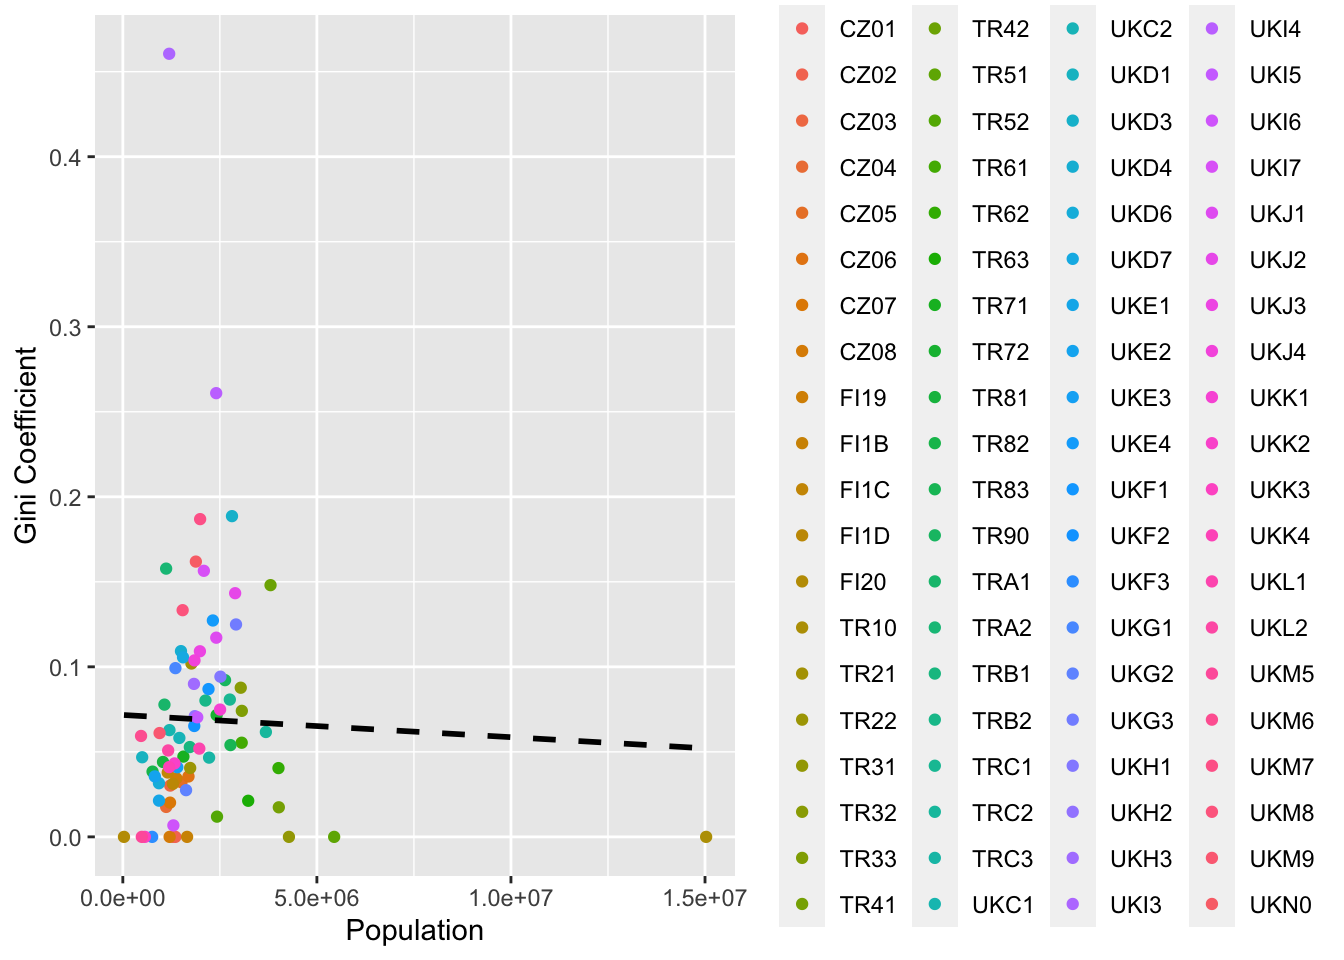 Gini Coefficient
0.4
0.3
0.2
0.1
0.0
0.0e+00 5.0e+06 1.0e+07 1.5e+07
Population
CZ01 TR42 UKC2 UKI4
CZ02 TR51 UKD1 UKI5
CZ03 TR52 UKD3 UKI6
CZ04 TR61 UKD4 UKI7
CZ05 TR62 UKD6 UKJ1
CZ06 TR63 UKD7 UKJ2
CZ07 TR71 UKE1 UKJ3
CZ08 TR72 UKE2 UKJ4
FI19 TR81 UKE3 UKK1
FI1B TR82 UKE4 UKK2
FI1C TR83 UKF1 UKK3
FI1D TR90 UKF2 UKK4
FI20 TRA1 UKF3 UKL1
TR10 TRA2 UKG1 UKL2
TR21 TRB1 UKG2 UKM5
TR22 TRB2 UKG3 UKM6
TR31 TRC1 UKH1 UKM7
TR32 TRC2 UKH2 UKM8
TR33 TRC3 UKH3 UKM9
TR41 UKC1 UKI3 UKN0